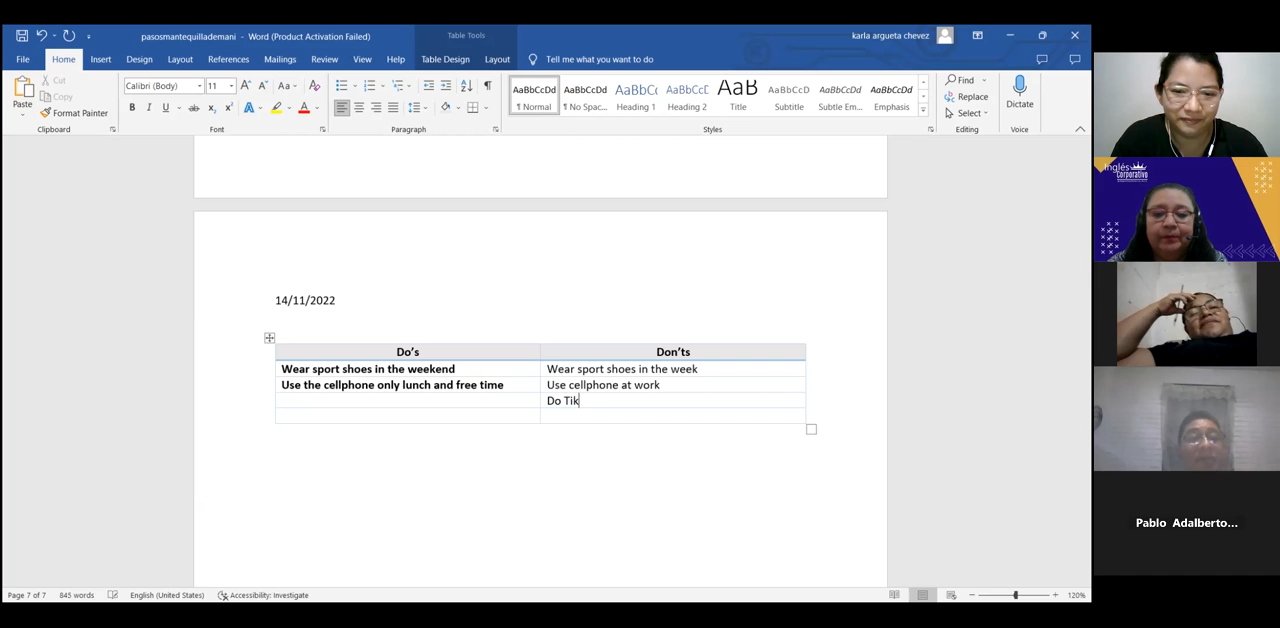 pasosmantequillademani - Word (Product Activation Failed)
Table Tools
karla argueta chevez
File Home Insert Design Layout References Mailings Review View Help Table Design Layout Tell me what you want to do
Paste
Cut
Copy
Format Painter
Clipboard
Calibri (Body) 11
Font
Paragraph
AaBbCcDd
¶ Normal
AaBbCcDd
¶ No Spac...
AaBbCc
Heading 1
AaBbCcC
Heading 2
AaB
Title
AaBbCcD
Subtitle
AaBbCcDd
Subtle Em...
AaBbCcDd
Emphasis
Styles
Find
Replace
Select
Editing
Dictate
Voice
14/11/2022
Do’s Don’ts
Wear sport shoes in the weekend Wear sport shoes in the week
Use the cellphone only lunch and free time Use cellphone at work
Do Tik
Page 7 of 7 845 words English (United States) Accessibility: Investigate 120%
Inglés
Corporativo
Pablo Adalberto...